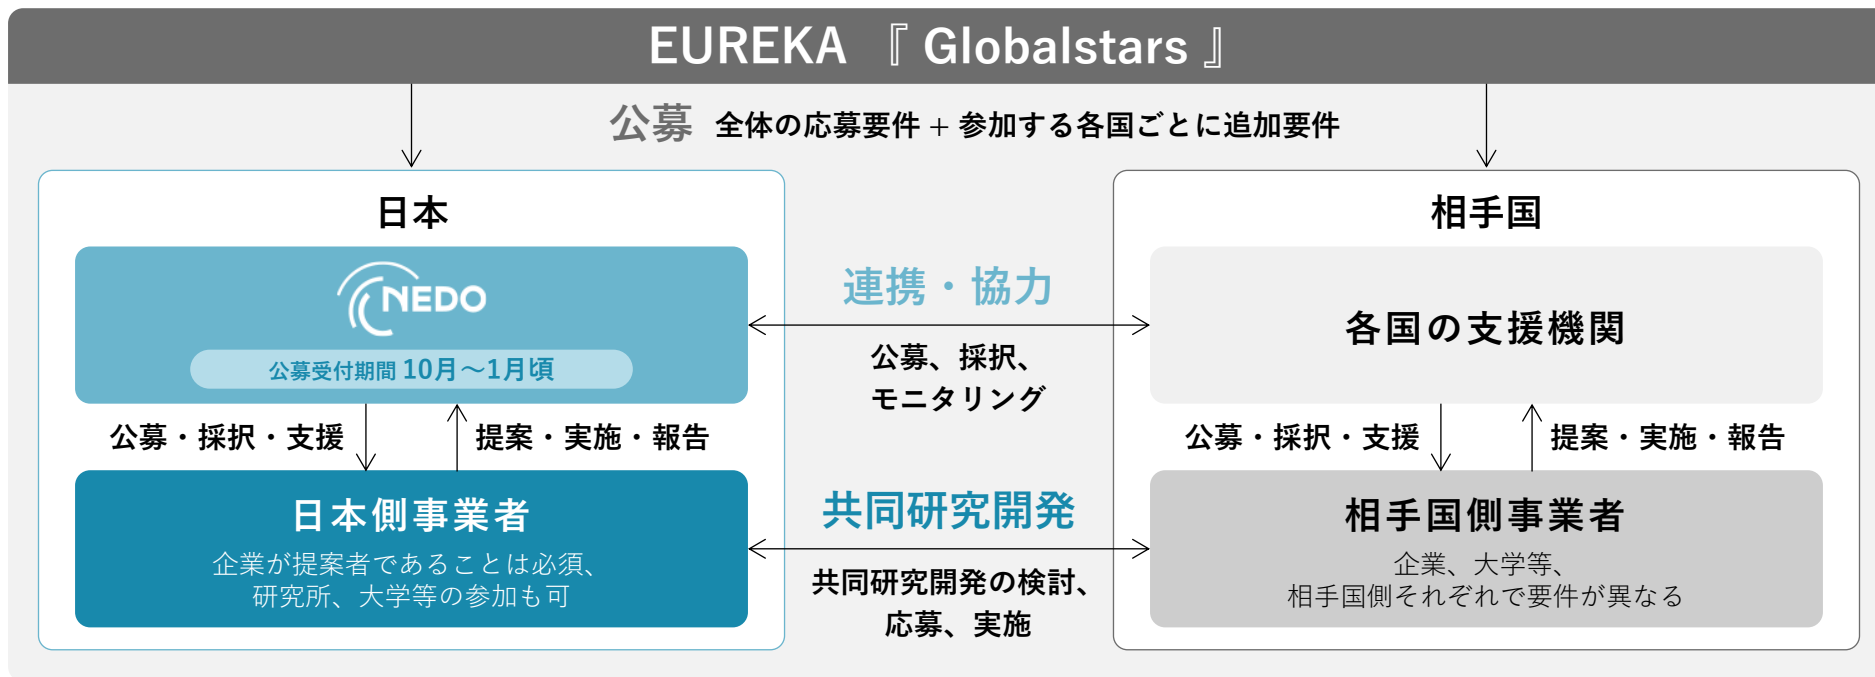 EUREKA 『 Globalstars 』
公募 全体の応募要件 + 参加する各国ごとに追加要件
日本
NEDO
公募受付期間 10月～1月頃
公募・採択・支援
提案・実施・報告
日本側事業者
企業が提案者であることは必須、
研究所、大学等の参加も可
連携・協力
公募、採択、
モニタリング
共同研究開発
共同研究開発の検討、
応募、実施
相手国
各国の支援機関
公募・採択・支援
提案・実施・報告
相手国側事業者
企業、大学等、
相手国側それぞれで要件が異なる